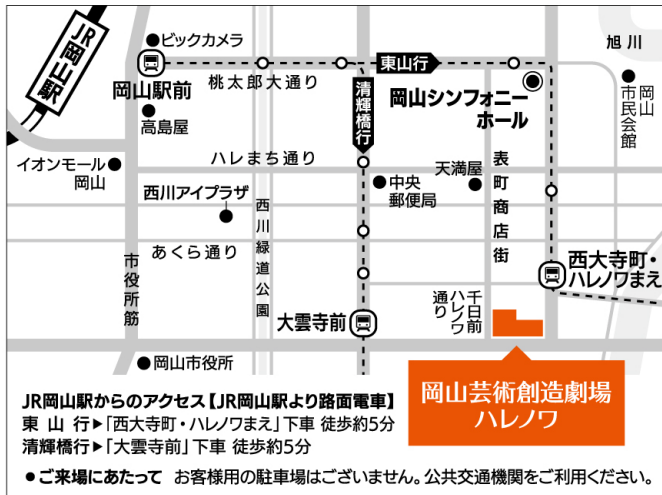 JR岡山駅
ビックカメラ
岡山駅前
高島屋
桃太郎大通り
東山行
清輝橋行
岡山シンフォニー
ホール
旭川
岡山
市民会館
イオンモール
岡山
ハレまち通り
西川アイプラザ
中央
郵便局
天満屋
表町商店街
西川緑道公園
あくら通り
市役所筋
西大寺町・
ハレノワまえ
大雲寺前
千日前
ハレノワ
通り
岡山市役所
岡山芸術創造劇場
ハレノワ
JR岡山駅からのアクセス【JR岡山駅より路面電車】
東山行▶「西大寺町・ハレノワまえ」下車 徒歩約5分
清輝橋行▶「大雲寺前」下車 徒歩約5分
●ご来場にあたって お客様用の駐車場はございません。公共交通機関をご利用ください。